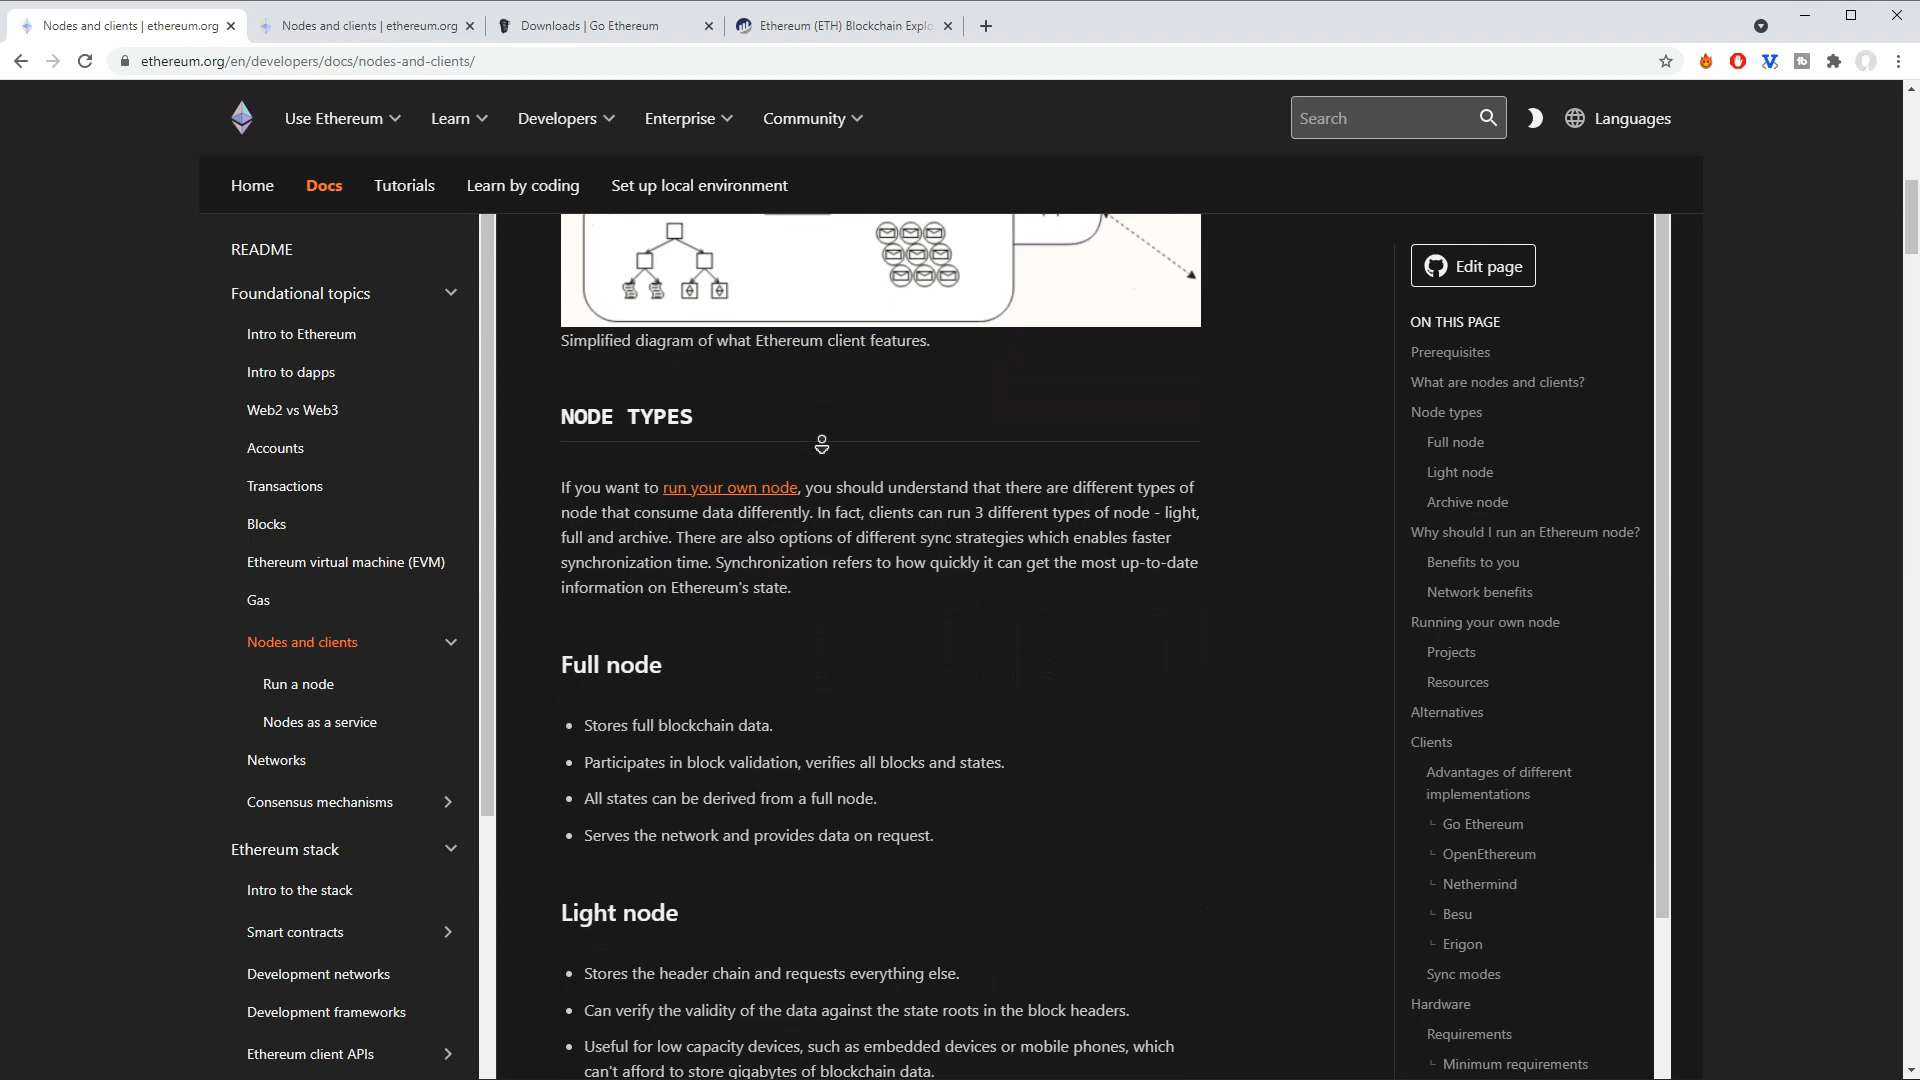 Nodes and clients | ethereum.org
Nodes and clients | ethereum.org
Downloads | Go Ethereum
Ethereum (ETH) Blockchain Explo
ethereum.org/en/developers/docs/nodes-and-clients/
Use Ethereum
Learn
Developers
Enterprise
Community
Search
Languages
Home
Docs
Tutorials
Learn by coding
Set up local environment
README
Foundational topics
Intro to Ethereum
Intro to dapps
Web2 vs Web3
Accounts
Transactions
Blocks
Ethereum virtual machine (EVM)
Gas
Nodes and clients
Run a node
Nodes as a service
Networks
Consensus mechanisms
Ethereum stack
Intro to the stack
Smart contracts
Development networks
Development frameworks
Ethereum client APIs
Simplified diagram of what Ethereum client features.
NODE TYPES
If you want to run your own node, you should understand that there are different types of
node that consume data differently. In fact, clients can run 3 different types of node - light,
full and archive. There are also options of different sync strategies which enables faster
synchronization time. Synchronization refers to how quickly it can get the most up-to-date
information on Ethereum's state.
Full node
• Stores full blockchain data.
• Participates in block validation, verifies all blocks and states.
• All states can be derived from a full node.
• Serves the network and provides data on request.
Light node
• Stores the header chain and requests everything else.
• Can verify the validity of the data against the state roots in the block headers.
• Useful for low capacity devices, such as embedded devices or mobile phones, which
can't afford to store gigabytes of blockchain data.
Edit page
ON THIS PAGE
Prerequisites
What are nodes and clients?
Node types
Full node
Light node
Archive node
Why should I run an Ethereum node?
Benefits to you
Network benefits
Running your own node
Projects
Resources
Alternatives
Clients
Advantages of different
implementations
Go Ethereum
OpenEthereum
Nethermind
Besu
Erigon
Sync modes
Hardware
Requirements
Minimum requirements